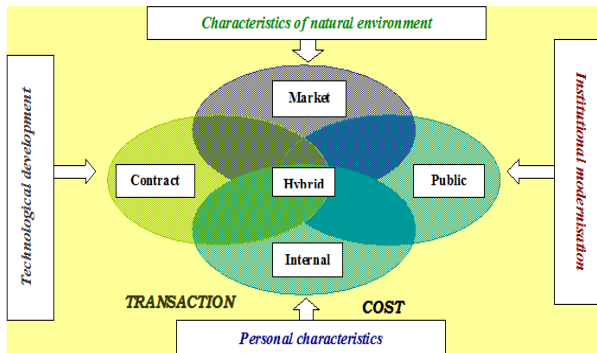 Characteristics of natural environment
Technological development
Institutional modernisation
Market
Contract
Hybrid
Public
Internal
TRANSACTION
COST
Personal characteristics